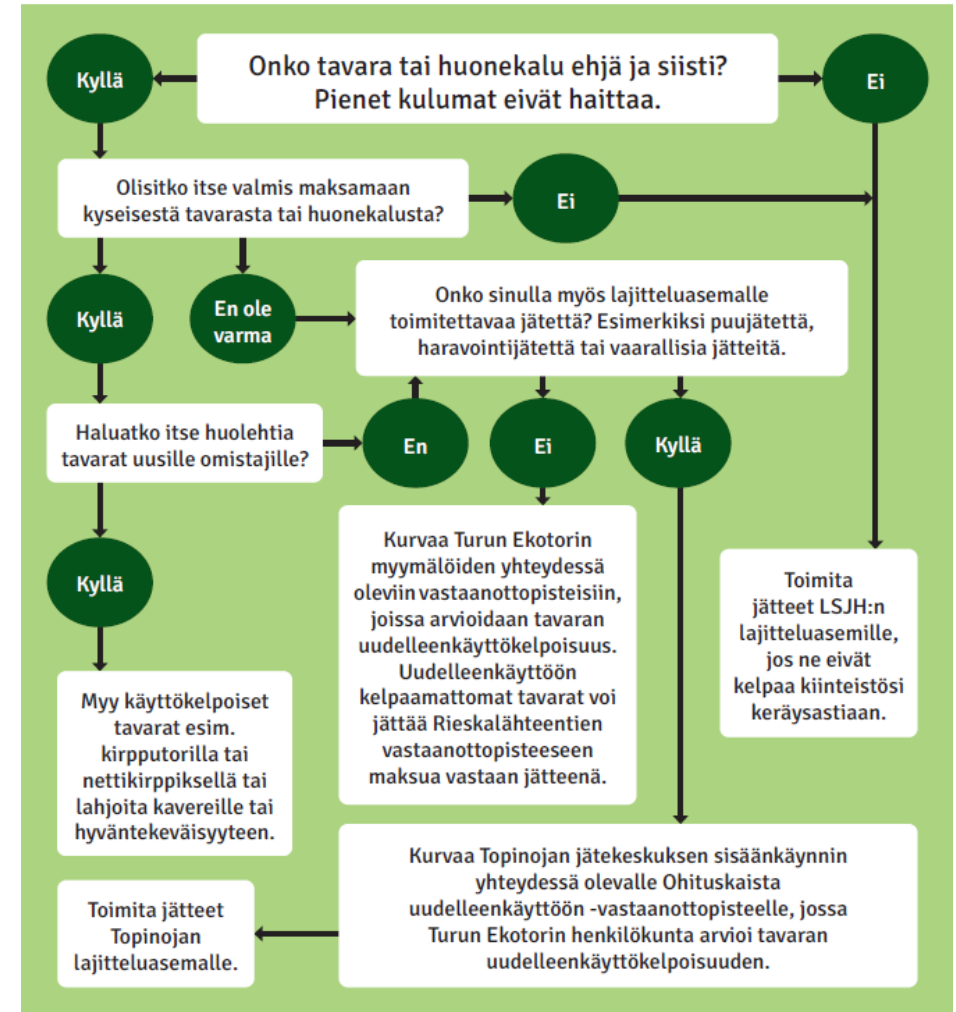 Onko tavara tai huonekalu ehjä ja siisti?
Pienet kulumat eivät haittaa.
Kyllä
Ei
Olisitko itse valmis maksamaan
kyseisestä tavarasta tai huonekalusta?
Ei
Kyllä
En ole
varma
Onko sinulla myös lajitteluasemalle
toimitettavaa jätettä? Esimerkiksi puujätettä,
haravointijätettä tai vaarallisia jätteitä.
Haluatko itse huolehtia
tavarat uusille omistajille?
En
Ei
Kyllä
Kyllä
Kurvaa Turun Ekotorin
myymälöiden yhteydessä
oleviin vastaanottopisteisiin,
joissa arvioidaan tavaran
uudelleenkäyttökelpoisuus.
Uudelleenkäyttöön
kelpaamattomat tavarat voi
jättää Rieskalähteentien
vastaanottopisteeseen
maksua vastaan jätteenä.
Toimita
jätteet LSJH:n
lajitteluasemille,
jos ne eivät
kelpaa kiinteistösi
keräysastiaan.
Myy käyttökelpoiset
tavarat esim.
kirpputorilla tai
nettikirppiksellä tai
lahjoita kavereille tai
hyväntekeväisyyteen.
Kurvaa Topinojan jätekeskuksen sisäänkäynnin
yhteydessä olevalle Ohituskaista
uudelleenkäyttöön -vastaanottopisteelle, jossa
Turun Ekotorin henkilökunta arvioi tavaran
uudelleenkäyttökelpoisuuden.
Toimita jätteet
Topinojan
lajitteluasemalle.